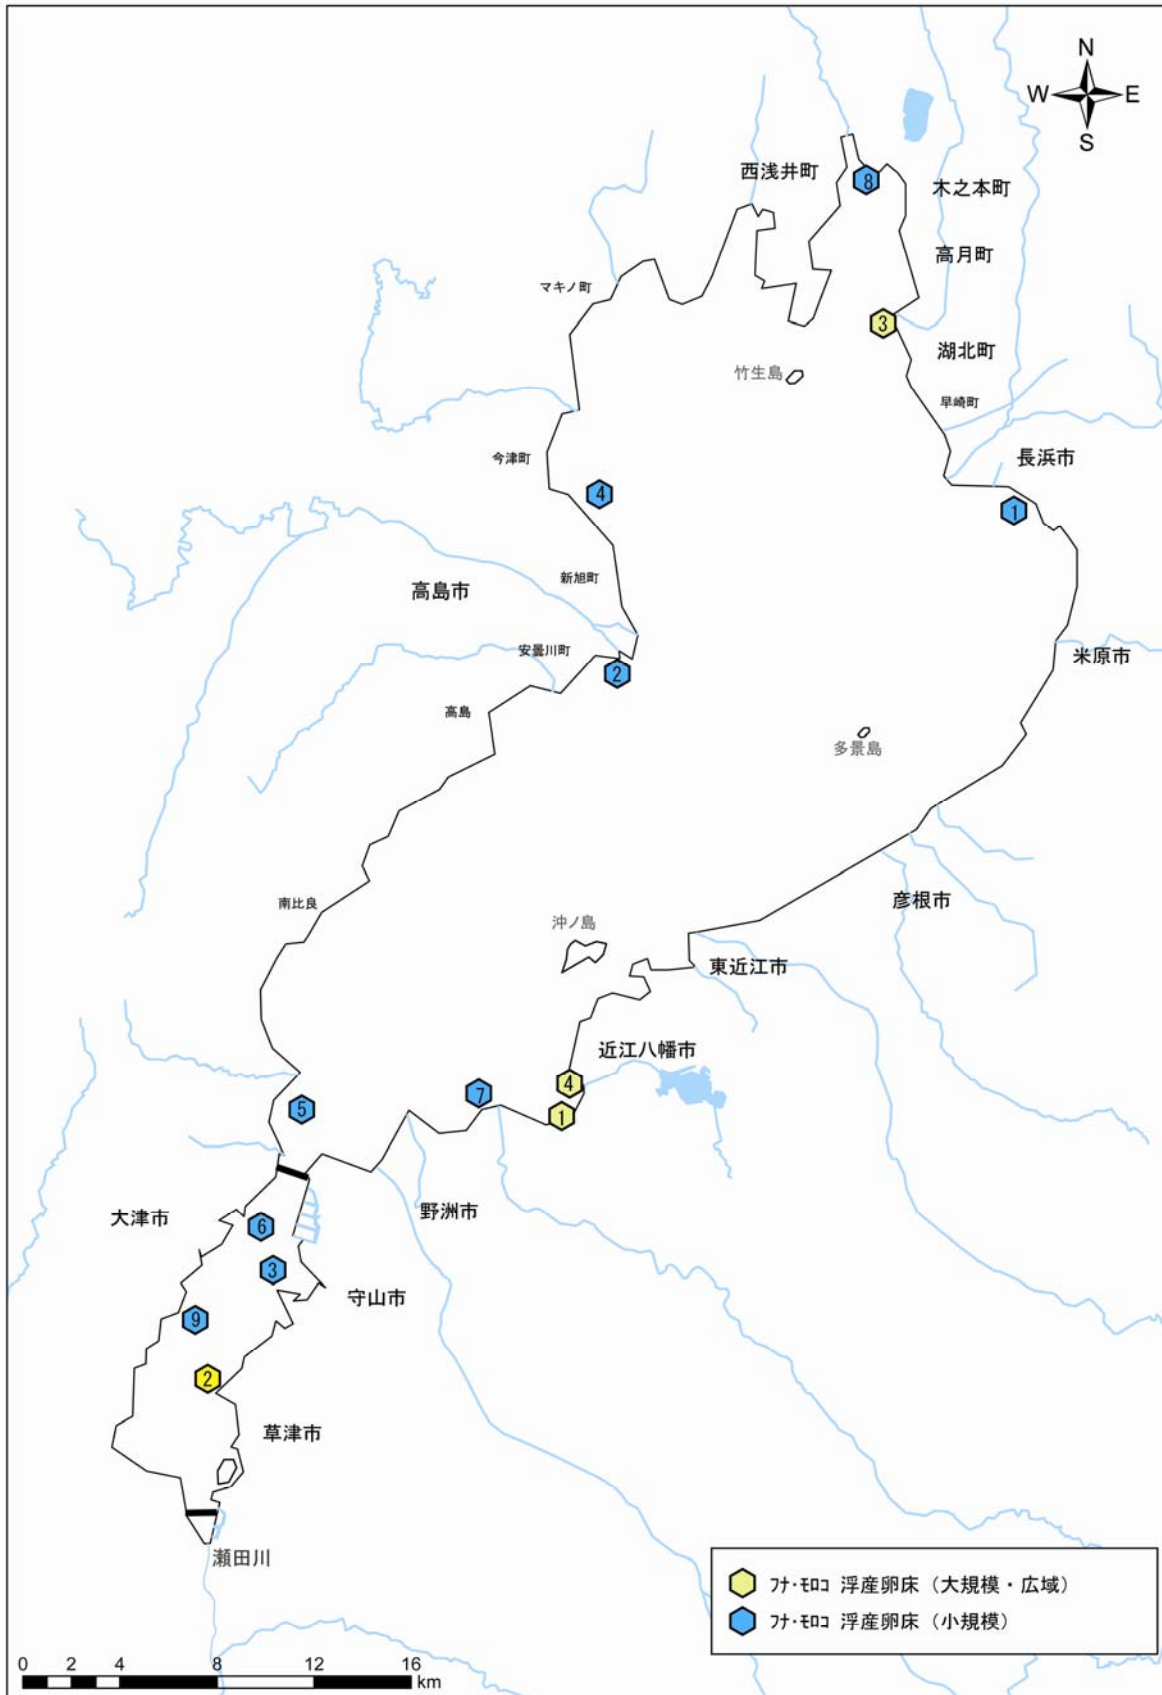 N
W E
S
西浅井町
8
木之本町
高月町
マキノ町
3
湖北町
竹生島
早崎町
今津町
長浜市
4
1
新旭町
高島市
安曇川町
2
米原市
高島
多景島
南比良
彦根市
沖ノ島
東近江市
近江八幡市
4
7
5
1
大津市
野洲市
6
3
守山市
9
2
草津市
瀬田川
フナ・モロコ 浮産卵床（大規模・広域）
フナ・モロコ 浮産卵床（小規模）
0 2 4 8 12 16
km